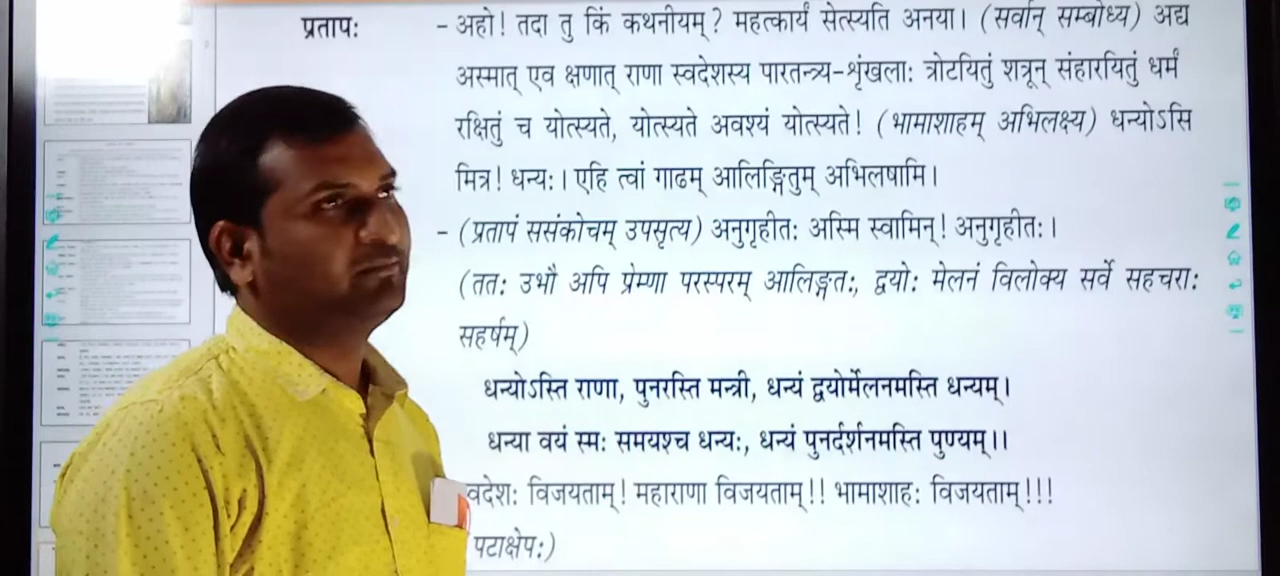 प्रतापः - अहो! तदा तु किं कथनीयम्? महत्कार्यं सेत्स्यति अनया। (सर्वान् सम्बोध्य) अद्य
अस्मात् एव क्षणात् राणा स्वदेशस्य पारतन्त्र्य-शृंखलाः त्रोटयितुं शत्रून् संहारयितुं धर्मं
रक्षितुं च योत्स्यते, योत्स्यते अवश्यं योत्स्यते! (भामाशाहम् अभिलक्ष्य) धन्योऽसि
मित्र! धन्यः। एहि त्वां गाढम् आलिङ्गितुम् अभिलषामि।
- (प्रतापं ससंकोचम् उपसृत्य) अनुगृहीतः अस्मि स्वामिन्! अनुगृहीतः।
(ततः उभौ अपि प्रेम्णा परस्परम् आलिङ्गतः, द्वयोः मेलनं विलोक्य सर्वे सहचराः
सहर्षम्)
धन्योऽस्ति राणा, पुनरस्ति मन्त्री, धन्यं द्वयोर्मेलनमस्ति धन्यम्।
धन्या वयं स्मः समयश्च धन्यः, धन्यं पुनर्दर्शनमस्ति पुण्यम्।।
वदेशः विजयताम्! महाराणा विजयताम्!! भामाशाहः विजयताम्!!!
पटाक्षेपः)